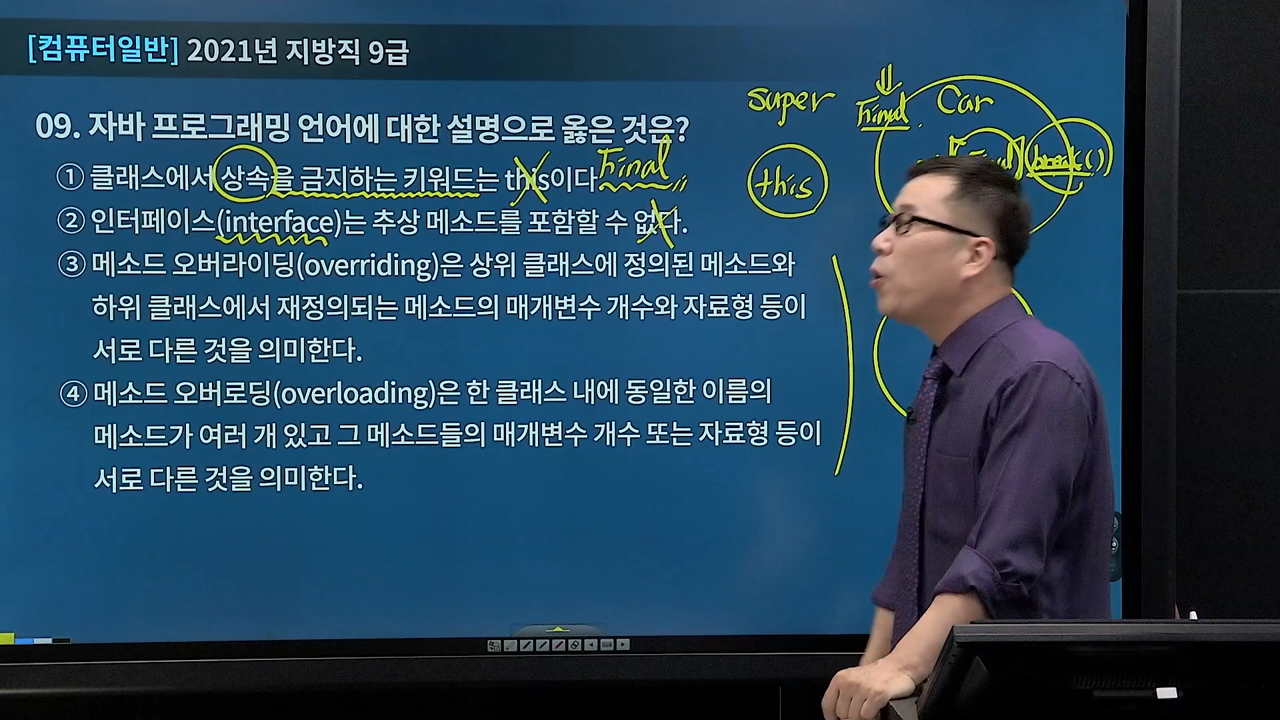 [컴퓨터일반] 2021년 지방직 9급
super
Final
Car
09. 자바 프로그래밍 언어에 대한 설명으로 옳은 것은?
break()
① 클래스에서 상속을 금지하는 키워드는 this이다. Final
this
② 인터페이스(interface)는 추상 메소드를 포함할 수 없다.
③ 메소드 오버라이딩(overriding)은 상위 클래스에 정의된 메소드와
하위 클래스에서 재정의되는 메소드의 매개변수 개수와 자료형 등이
서로 다른 것을 의미한다.
④ 메소드 오버로딩(overloading)은 한 클래스 내에 동일한 이름의
메소드가 여러 개 있고 그 메소드들의 매개변수 개수 또는 자료형 등이
서로 다른 것을 의미한다.